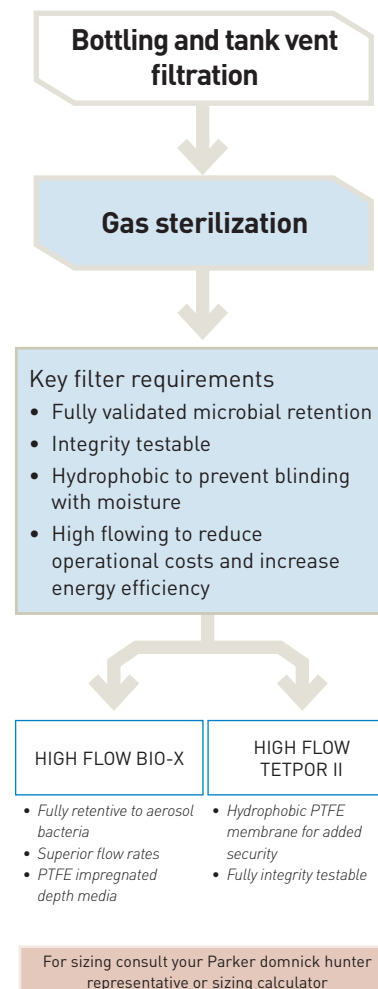 Bottling and tank vent
filtration
Gas sterilization
Key filter requirements
• Fully validated microbial retention
• Integrity testable
• Hydrophobic to prevent blinding
with moisture
• High flowing to reduce
operational costs and increase
energy efficiency
HIGH FLOW BIO-X
• Fully retentive to aerosol
bacteria
• Superior flow rates
• PTFE impregnated
depth media
HIGH FLOW
TETPOR II
• Hydrophobic PTFE
membrane for added
security
• Fully integrity testable
For sizing consult your Parker domnick hunter
representative or sizing calculator